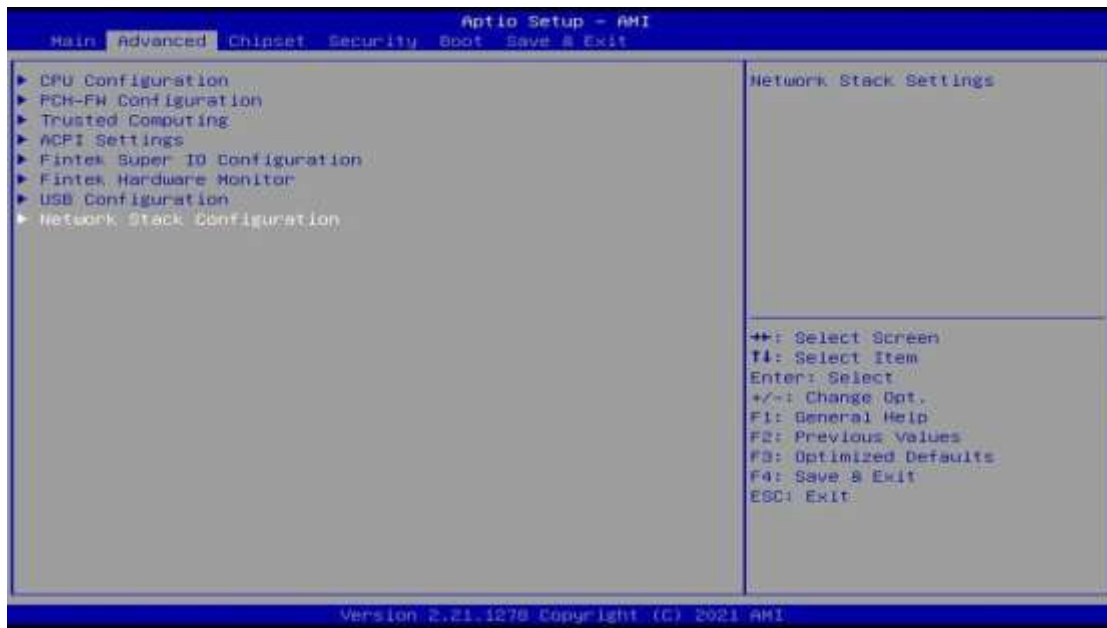 Aptio Setup - AMI
Main Advanced Chipset Security Boot Save & Exit
► CPU Configuration
► PCH-FW Configuration
► Trusted Computing
► ACPI Settings
► Fintek Super IO Configuration
► Fintek Hardware Monitor
► USB Configuration
► Network Stack Configuration
Network Stack Settings
→←: Select Screen
↑↓: Select Item
Enter: Select
+/-: Change Opt.
F1: General Help
F2: Previous Values
F3: Optimized Defaults
F4: Save & Exit
ESC: Exit
Version 2.21.1278 Copyright (C) 2021 AMI